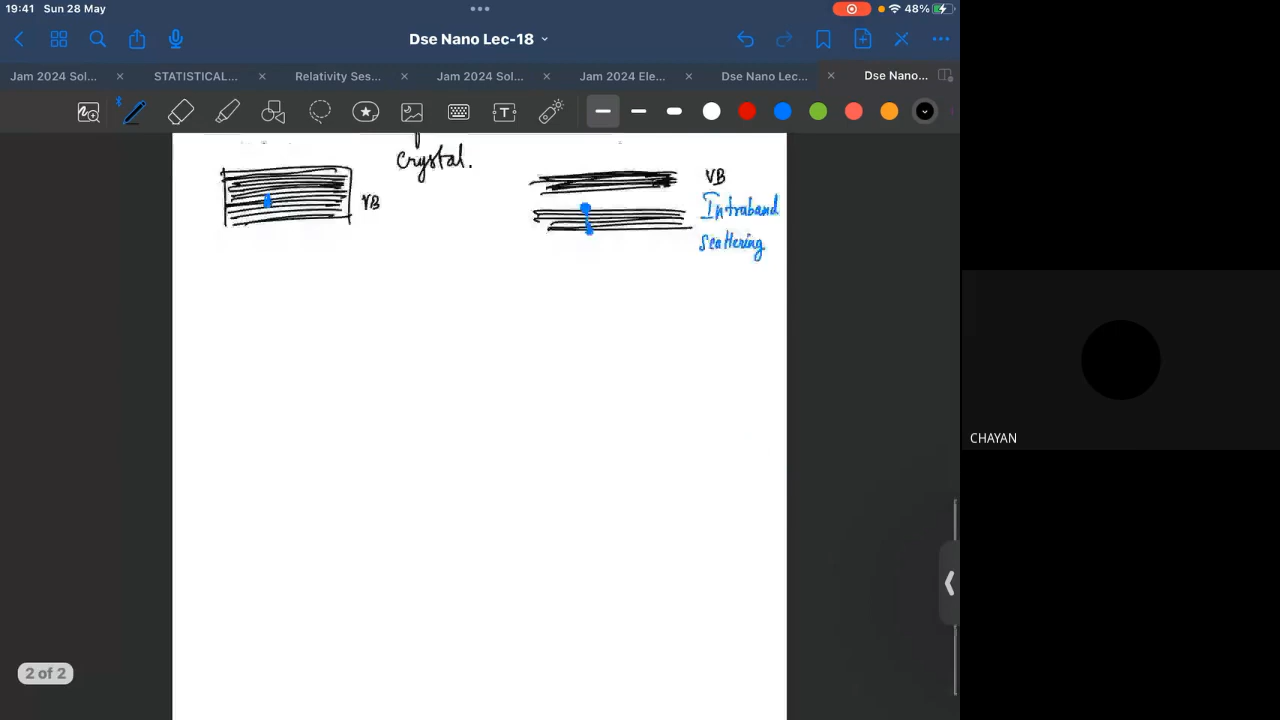 19:41 Sun 28 May
48%
Dse Nano Lec-18
Jam 2024 Sol...
STATISTICAL...
Relativity Ses...
Jam 2024 Sol...
Jam 2024 Ele...
Dse Nano Lec...
Dse Nano...
T
crystal.
VB
VB
Intraband
scattering
CHAYAN
2 of 2